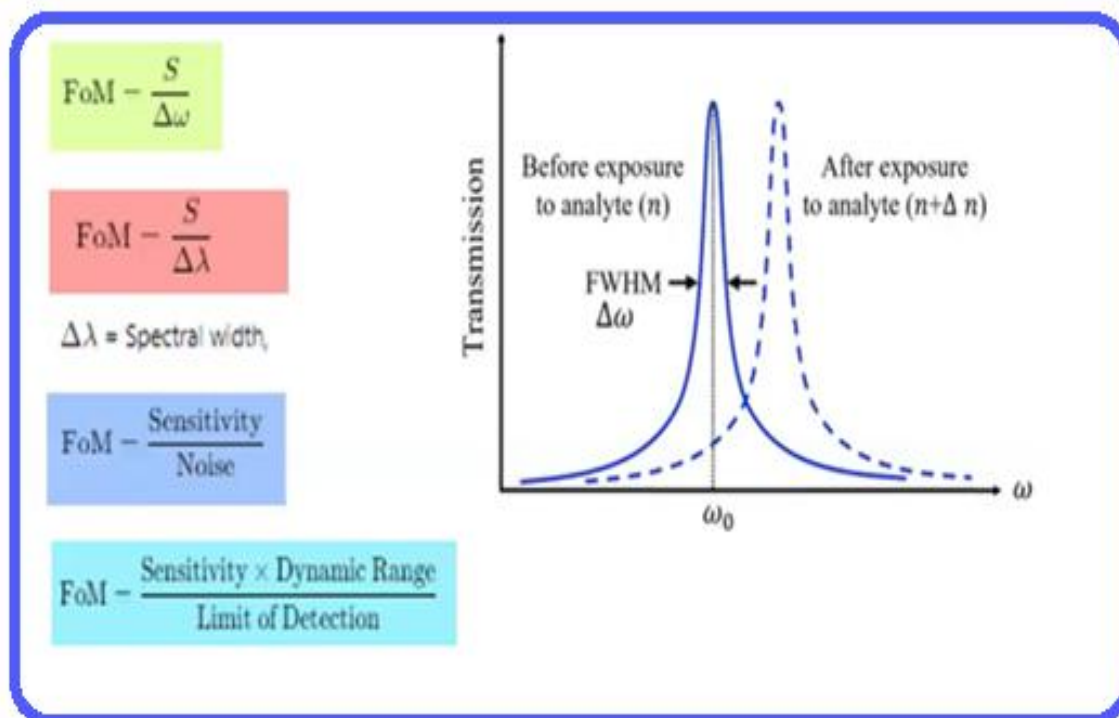 FoM − S/Δω
FoM − S/Δλ
Δλ = Spectral width,
FoM − Sensitivity/Noise
FoM − Sensitivity × Dynamic Range/Limit of Detection
Transmission
Before exposure
to analyte (n)
After exposure
to analyte (n+Δ n)
FWHM
Δω
ω
ω0